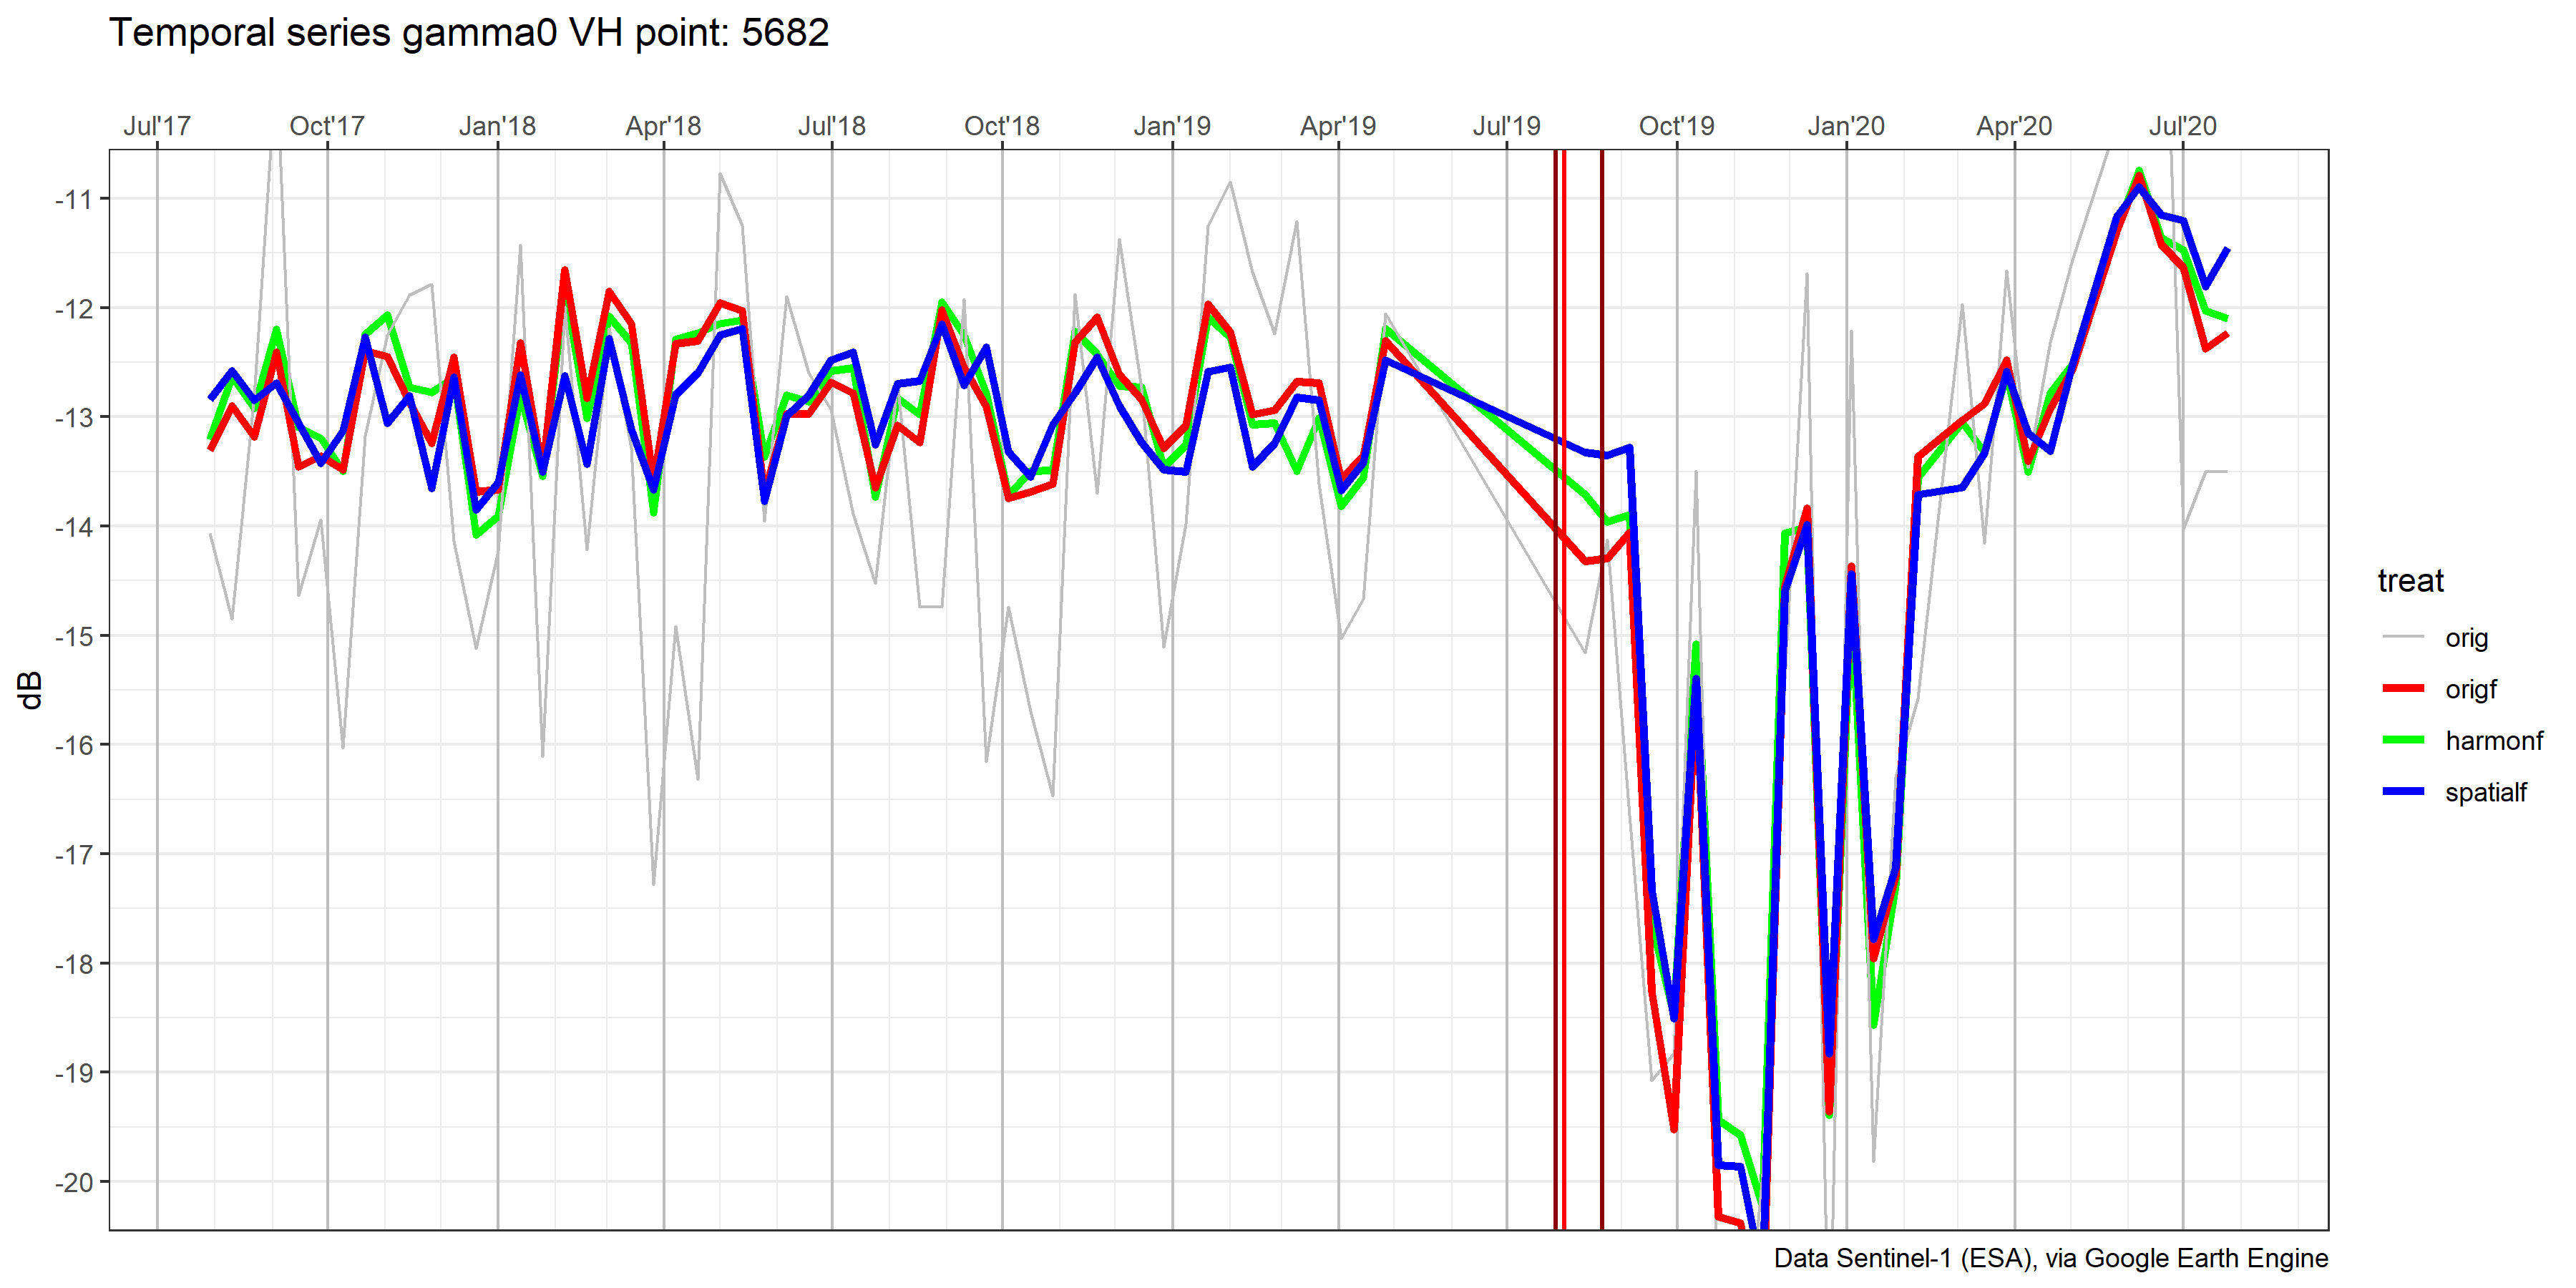 Temporal series gamma0 VH point: 5682
Jul'17 Oct'17 Jan'18 Apr'18 Jul'18 Oct'18 Jan'19 Apr'19 Jul'19 Oct'19 Jan'20 Apr'20 Jul'20
-11
-12
-13
-14
-15
-16
-17
-18
-19
-20
dB
treat
orig
origf
harmonf
spatialf
Data Sentinel-1 (ESA), via Google Earth Engine